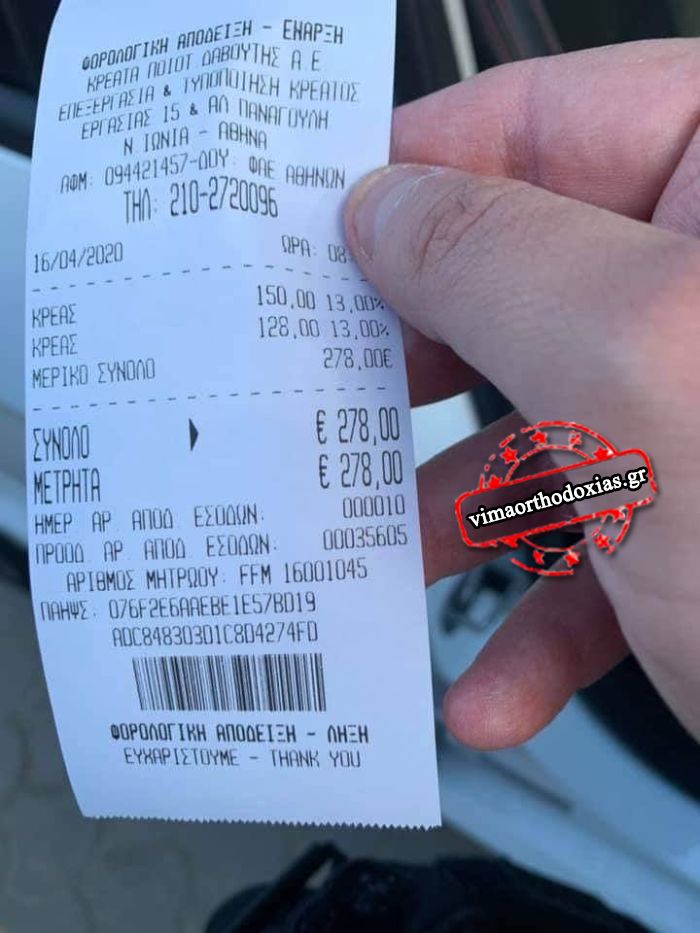 ΦΟΡΟΛΟΓΙΚΗ ΑΠΟΔΕΙΞΗ - ΕΝΑΡΞΗ
ΚΡΕΑΤΑ ΠΟΙΟΤ ΔΑΒΟΥΤΗΣ Α.Ε
ΕΠΕΞΕΡΓΑΣΙΑ & ΤΥΠΟΠΟΙΗΣΗ ΚΡΕΑΤΟΣ
ΕΡΓΑΣΙΑΣ 15 & ΑΛ ΠΑΝΑΓΟΥΛΗ
Ν ΙΩΝΙΑ - ΑΘΗΝΑ
ΑΦΜ: 094421457-ΔΟΥ: ΦΑΕ ΑΘΗΝΩΝ
ΤΗΛ: 210-2720096
16/04/2020 ΩΡΑ: 08
ΚΡΕΑΣ 150,00 13,00%
ΚΡΕΑΣ 128,00 13,00%
ΜΕΡΙΚΟ ΣΥΝΟΛΟ 278,00€
ΣΥΝΟΛΟ € 278,00
ΜΕΤΡΗΤΑ € 278,00
ΗΜΕΡ ΑΡ. ΑΠΟΔ. ΕΣΟΔΩΝ: 000010
ΠΡΟΟΔ. ΑΡ. ΑΠΟΔ. ΕΣΟΔΩΝ: 00035605
ΑΡΙΘΜΟΣ ΜΗΤΡΩΟΥ: FFM 16001045
ΠΑΗΨΣ: 076F2E6AAEBE1E57BD19
ADC84830301C8D4274FD
ΦΟΡΟΛΟΓΙΚΗ ΑΠΟΔΕΙΞΗ - ΛΗΞΗ
ΕΥΧΑΡΙΣΤΟΥΜΕ - THANK YOU
vimaorthodoxias.gr